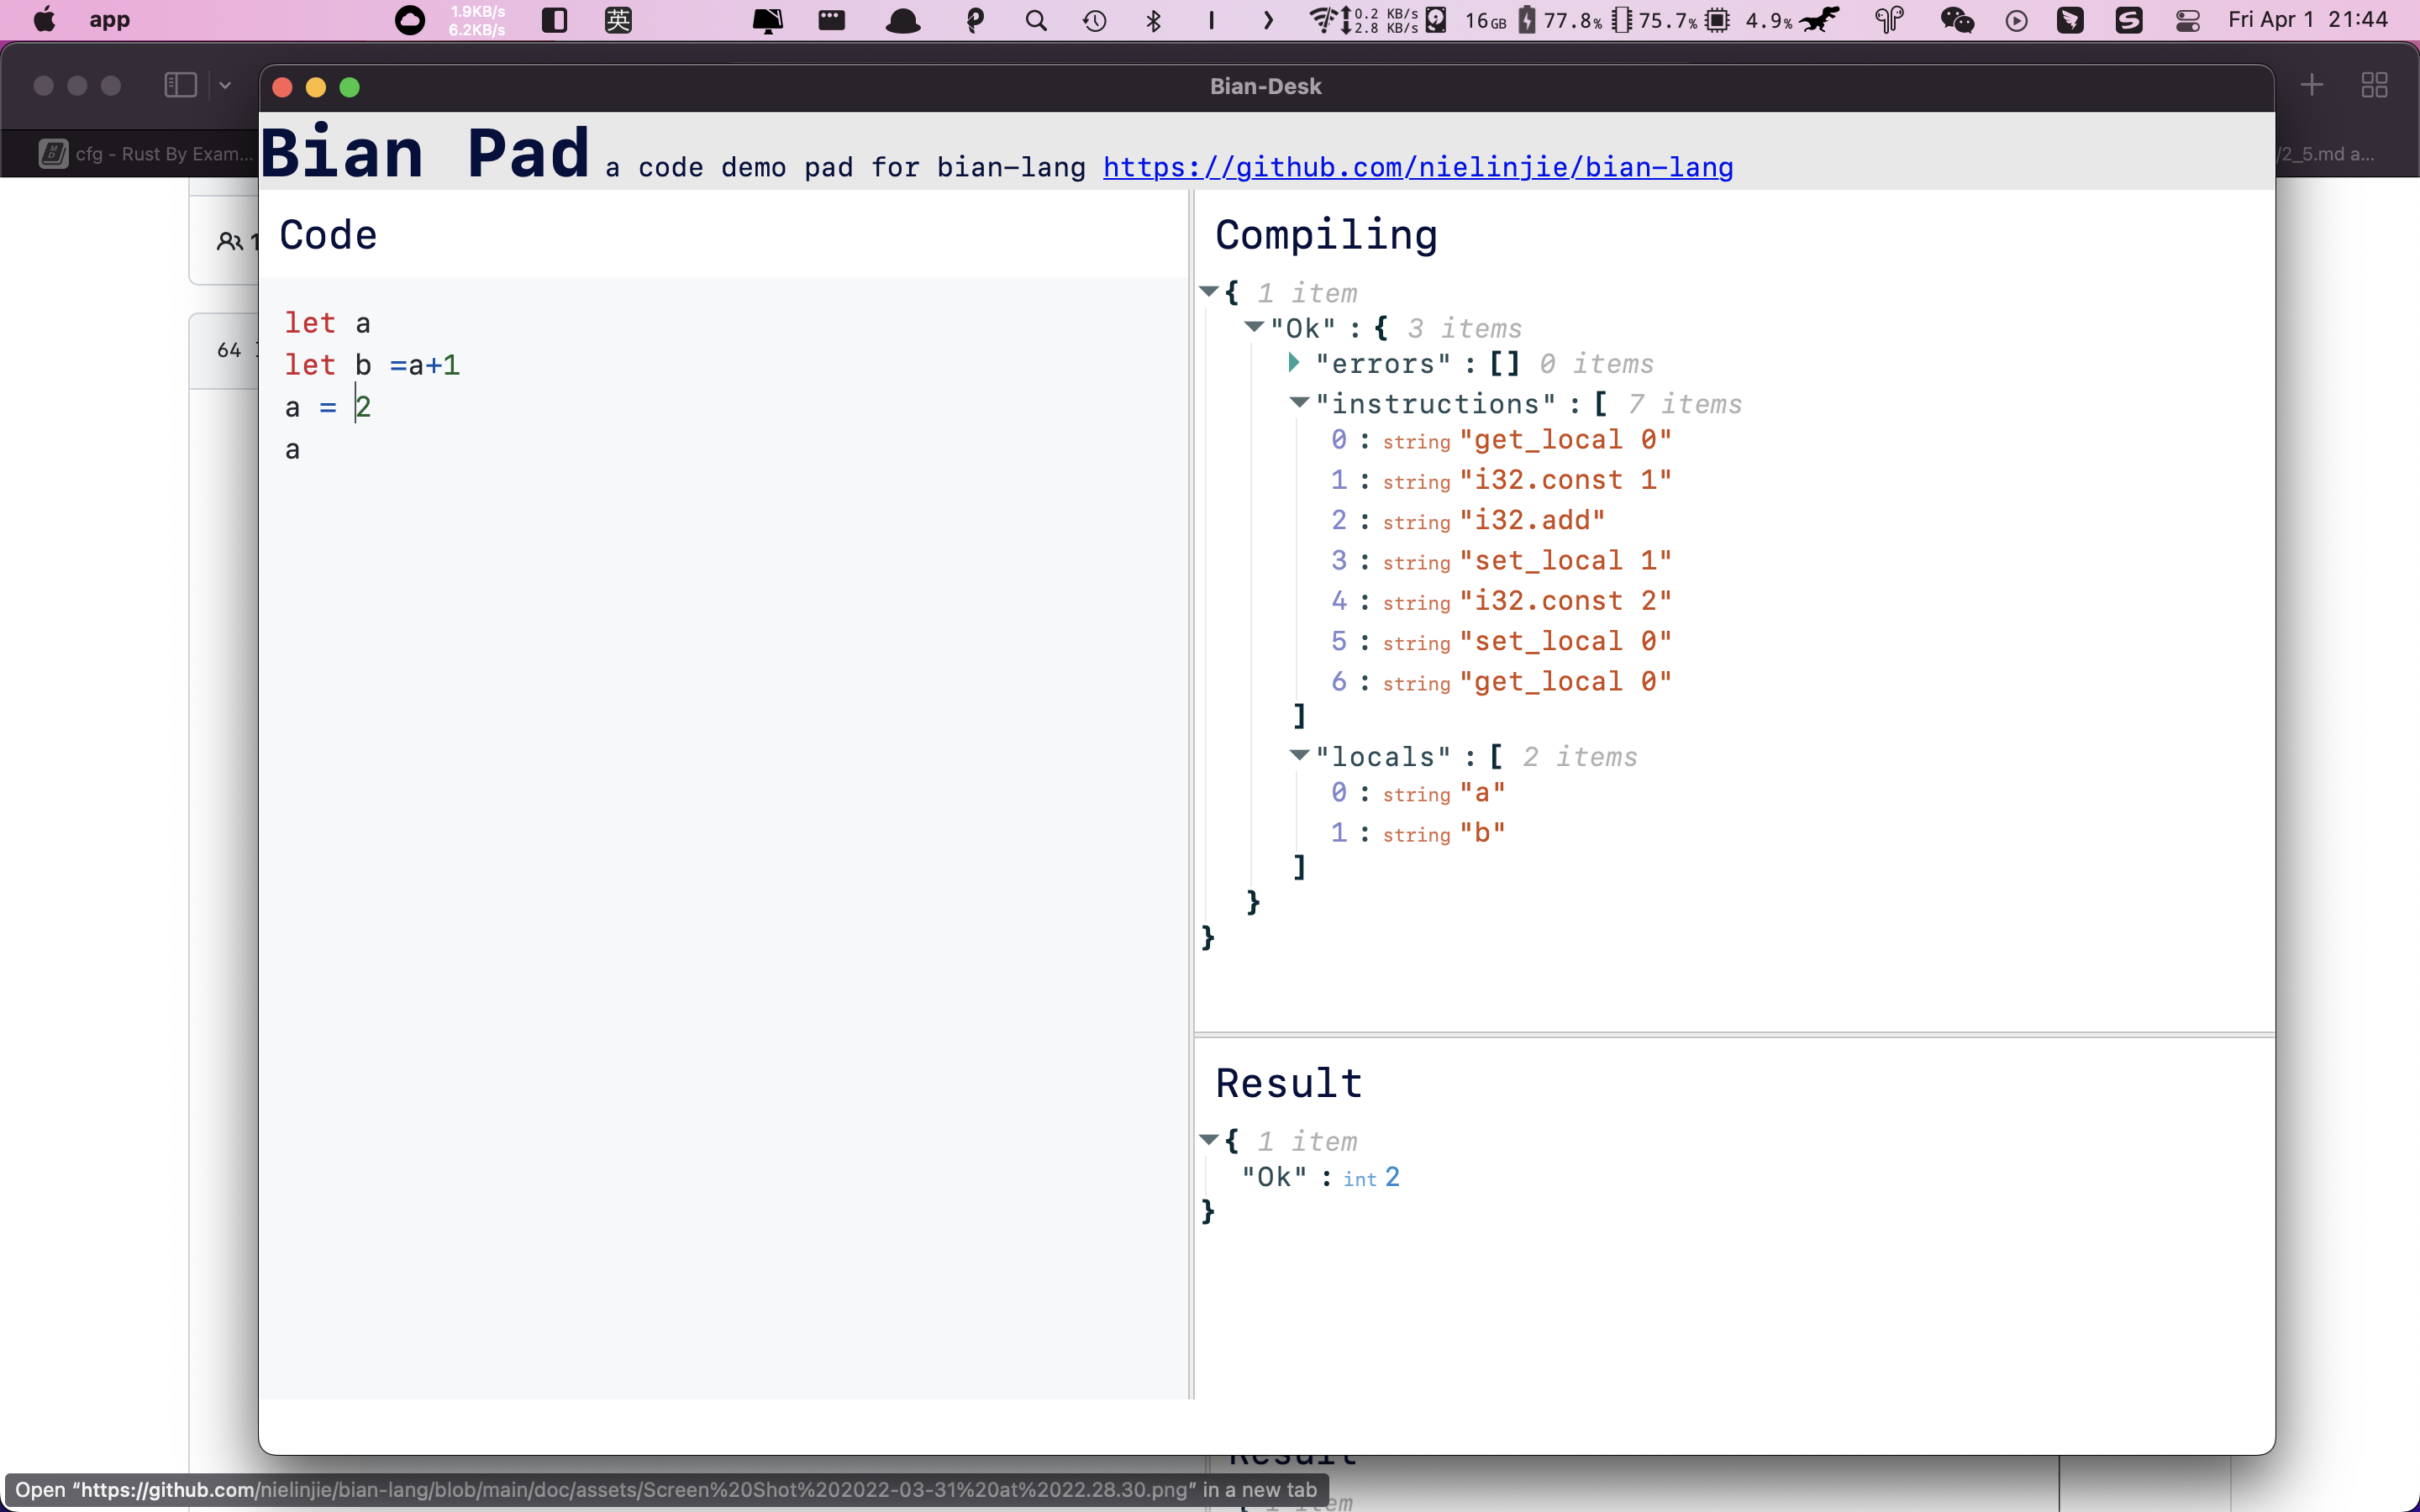 app
1.9KB/s
6.2KB/s
英
0.2 KB/s
2.8 KB/s
16GB
77.8%
75.7%
4.9%
Fri Apr 1 21:44
Bian-Desk
cfg - Rust By Exam...
/2_5.md a...
Bian Pad a code demo pad for bian-lang https://github.com/nielinjie/bian-lang
Code
let a
let b =a+1
a = 2
a
64
Compiling
{ 1 item
"Ok" : { 3 items
"errors" : [] 0 items
"instructions" : [ 7 items
0 : string "get_local 0"
1 : string "i32.const 1"
2 : string "i32.add"
3 : string "set_local 1"
4 : string "i32.const 2"
5 : string "set_local 0"
6 : string "get_local 0"
]
"locals" : [ 2 items
0 : string "a"
1 : string "b"
]
}
}
Result
{ 1 item
"Ok" : int 2
}
Result
Open “https://github.com/nielinjie/bian-lang/blob/main/doc/assets/Screen%20Shot%202022-03-31%20at%2022.28.30.png” in a new tab